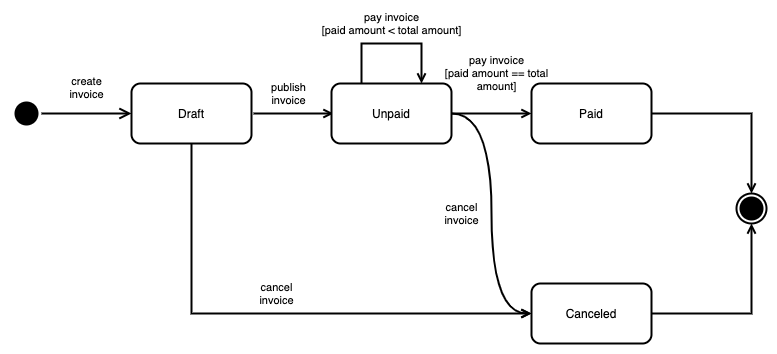 pay invoice
[paid amount < total amount]
pay invoice
[paid amount == total
amount]
create
invoice
publish
invoice
Draft
Unpaid
Paid
cancel
invoice
cancel
invoice
Canceled